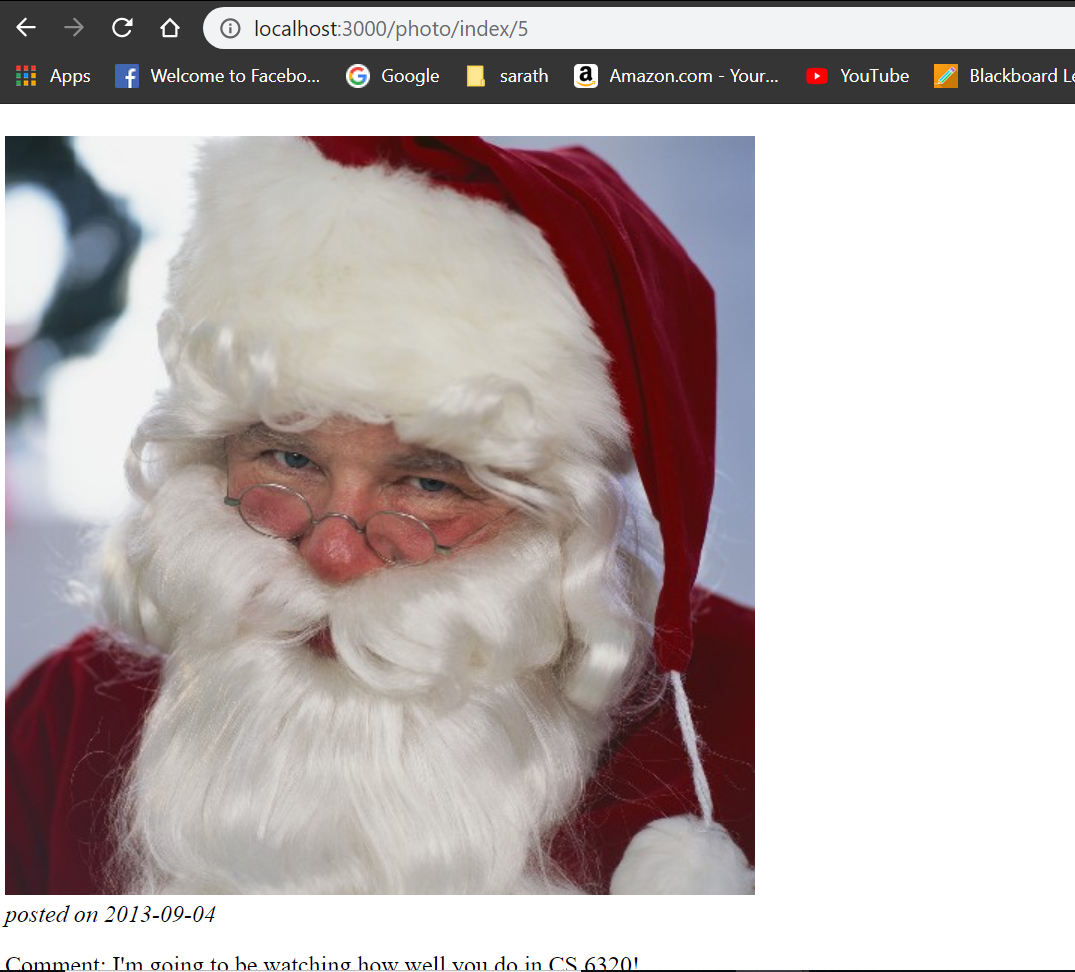 localhost:3000/photo/index/5
Apps Welcome to Facebo... Google sarath Amazon.com - Your... YouTube Blackboard Le
posted on 2013-09-04
Comment: I'm going to be watching how well you do in CS 6320!